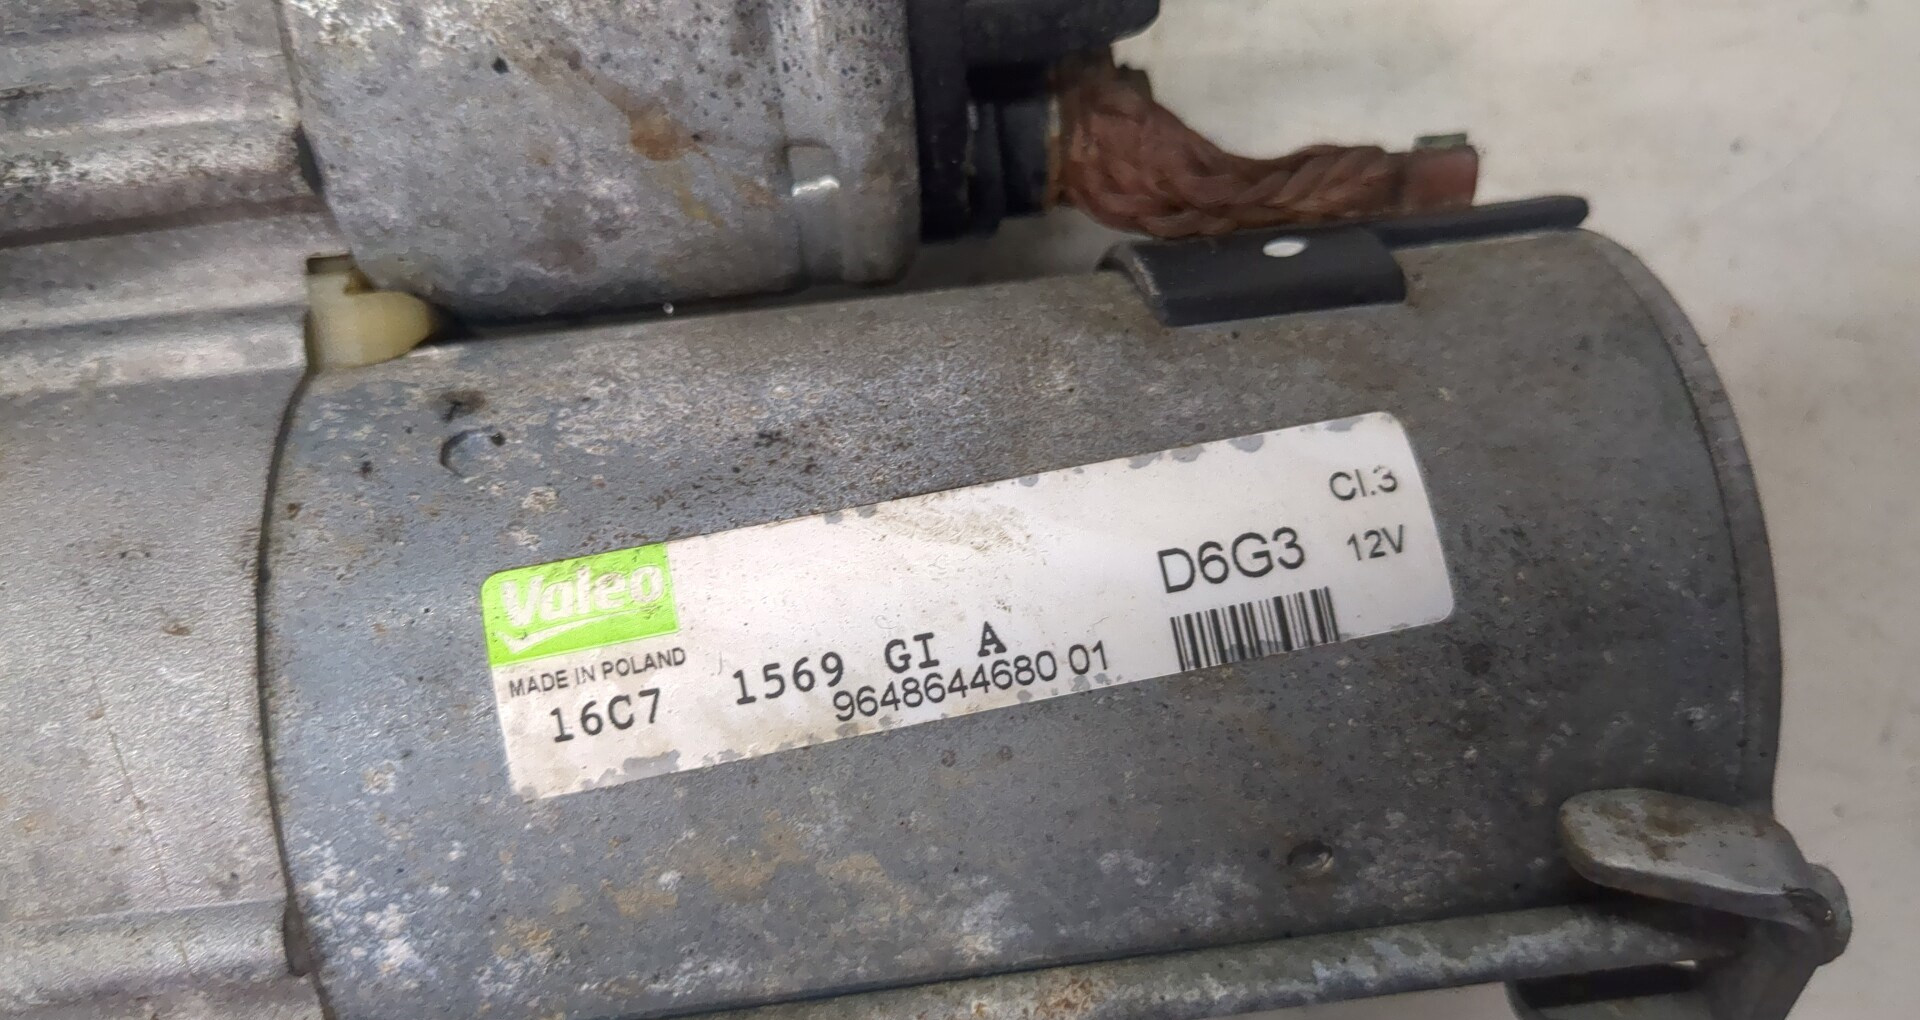 Valeo
MADE IN POLAND
16C7
1569 GI A
9648644680 01
D6G3
Cl.3
12V